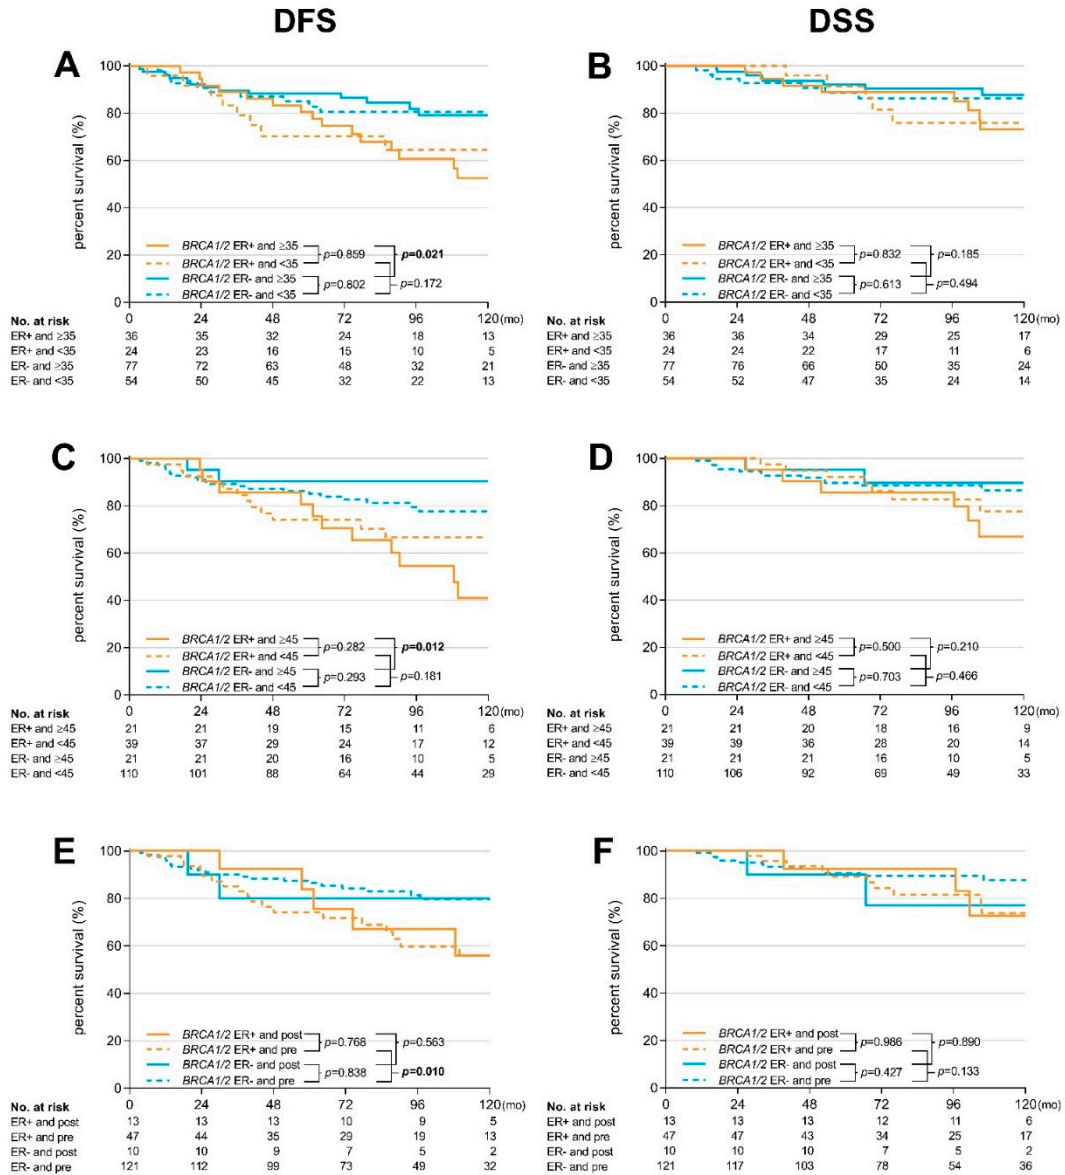 DFS
DSS
A
100
80
60
40
20
0
percent survival (%)
BRCA1/2 ER+ and ≥35
BRCA1/2 ER+ and <35
BRCA1/2 ER- and ≥35
BRCA1/2 ER- and <35
p=0.859
p=0.802
p=0.021
p=0.172
0 24 48 72 96 120 (mo)
No. at risk
ER+ and ≥35 36 35 32 24 18 13
ER+ and <35 24 23 16 15 10 5
ER- and ≥35 77 72 63 48 32 21
ER- and <35 54 50 45 32 22 13
B
100
80
60
40
20
0
percent survival (%)
BRCA1/2 ER+ and ≥35
BRCA1/2 ER+ and <35
BRCA1/2 ER- and ≥35
BRCA1/2 ER- and <35
p=0.832
p=0.613
p=0.185
p=0.494
0 24 48 72 96 120 (mo)
No. at risk
ER+ and ≥35 36 36 34 29 25 17
ER+ and <35 24 24 22 17 11 6
ER- and ≥35 77 76 66 50 35 24
ER- and <35 54 52 47 35 24 14
C
100
80
60
40
20
0
percent survival (%)
BRCA1/2 ER+ and ≥45
BRCA1/2 ER+ and <45
BRCA1/2 ER- and ≥45
BRCA1/2 ER- and <45
p=0.282
p=0.293
p=0.012
p=0.181
0 24 48 72 96 120 (mo)
No. at risk
ER+ and ≥45 21 21 19 15 11 6
ER+ and <45 39 37 29 24 17 12
ER- and ≥45 21 21 20 16 10 5
ER- and <45 110 101 88 64 44 29
D
100
80
60
40
20
0
percent survival (%)
BRCA1/2 ER+ and ≥45
BRCA1/2 ER+ and <45
BRCA1/2 ER- and ≥45
BRCA1/2 ER- and <45
p=0.500
p=0.703
p=0.210
p=0.466
0 24 48 72 96 120 (mo)
No. at risk
ER+ and ≥45 21 21 20 18 16 9
ER+ and <45 39 39 36 28 20 14
ER- and ≥45 21 21 21 16 10 5
ER- and <45 110 106 92 69 49 33
E
100
80
60
40
20
0
percent survival (%)
BRCA1/2 ER+ and post
BRCA1/2 ER+ and pre
BRCA1/2 ER- and post
BRCA1/2 ER- and pre
p=0.768
p=0.838
p=0.563
p=0.010
0 24 48 72 96 120 (mo)
No. at risk
ER+ and post 13 13 13 10 9 5
ER+ and pre 47 44 35 29 19 13
ER- and post 10 10 9 7 5 2
ER- and pre 121 112 99 73 49 32
F
100
80
60
40
20
0
percent survival (%)
BRCA1/2 ER+ and post
BRCA1/2 ER+ and pre
BRCA1/2 ER- and post
BRCA1/2 ER- and pre
p=0.986
p=0.427
p=0.890
p=0.133
0 24 48 72 96 120 (mo)
No. at risk
ER+ and post 13 13 13 12 11 6
ER+ and pre 47 47 43 34 25 17
ER- and post 10 10 10 7 5 2
ER- and pre 121 117 103 78 54 36